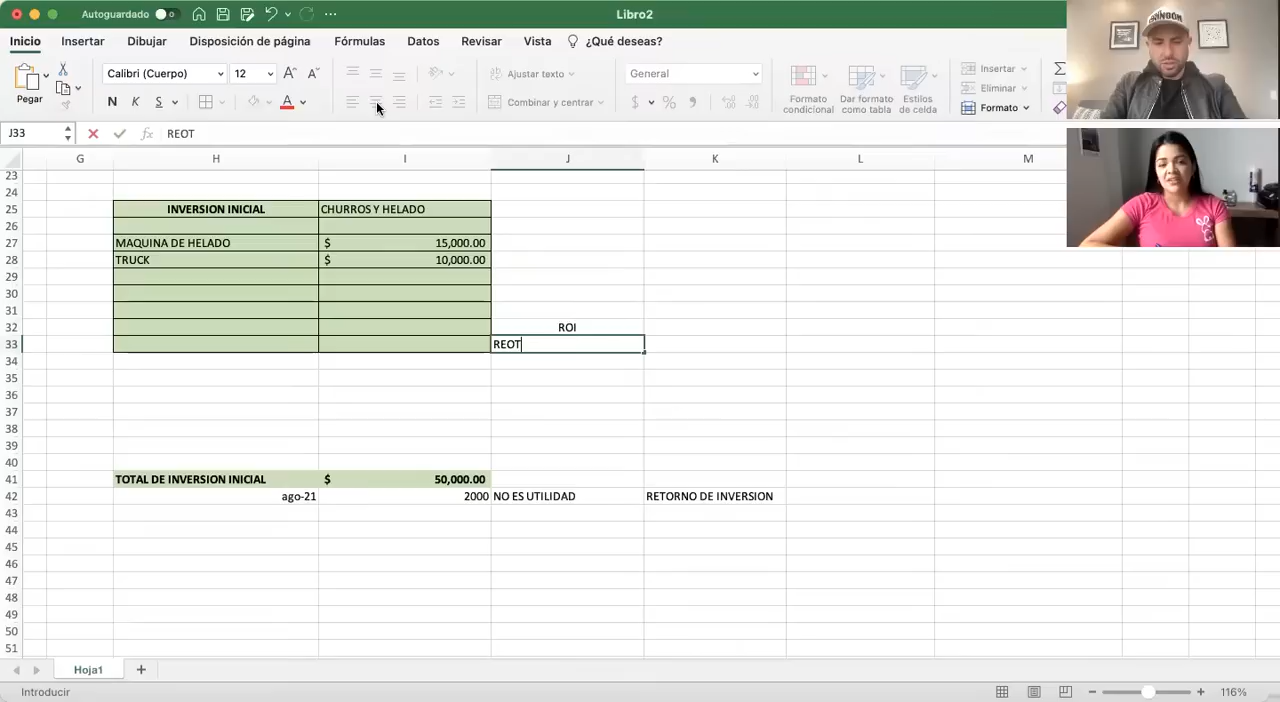 Autoguardado
Libro2
Inicio Insertar Dibujar Disposición de página Fórmulas Datos Revisar Vista ¿Qué deseas?
Pegar
Calibri (Cuerpo) 12
N K S
Ajustar texto
Combinar y centrar
General
$ %
Formato condicional
Dar formato como tabla
Estilos de celda
Insertar
Eliminar
Formato
J33 fx REOT
G H I J K L M
23
24
25 INVERSION INICIAL CHURROS Y HELADO
26
27 MAQUINA DE HELADO $ 15,000.00
28 TRUCK $ 10,000.00
29
30
31
32 ROI
33 REOT
34
35
36
37
38
39
40
41 TOTAL DE INVERSION INICIAL $ 50,000.00
42 ago-21 2000 NO ES UTILIDAD RETORNO DE INVERSION
43
44
45
46
47
48
49
50
51
Hoja1
Introducir 116%